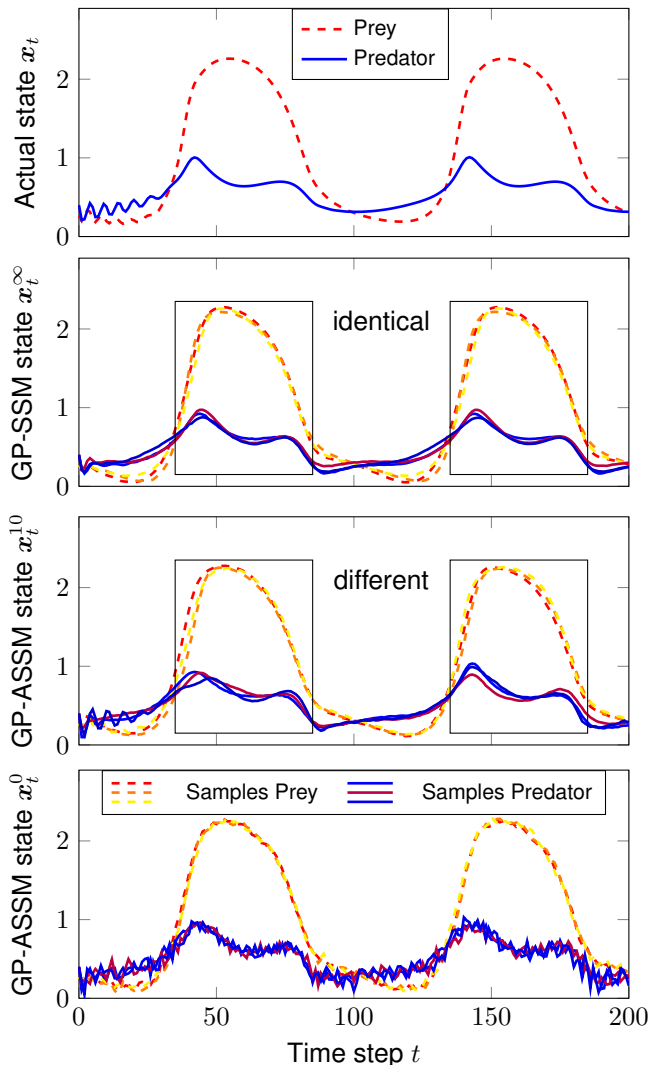 Actual state x_t
2
1
0
Prey
Predator
GP-SSM state x_t^∞
2
1
0
identical
GP-ASSM state x_t^10
2
1
0
different
GP-ASSM state x_t^0
2
1
0
Samples Prey Samples Predator
0 50 100 150 200
Time step t